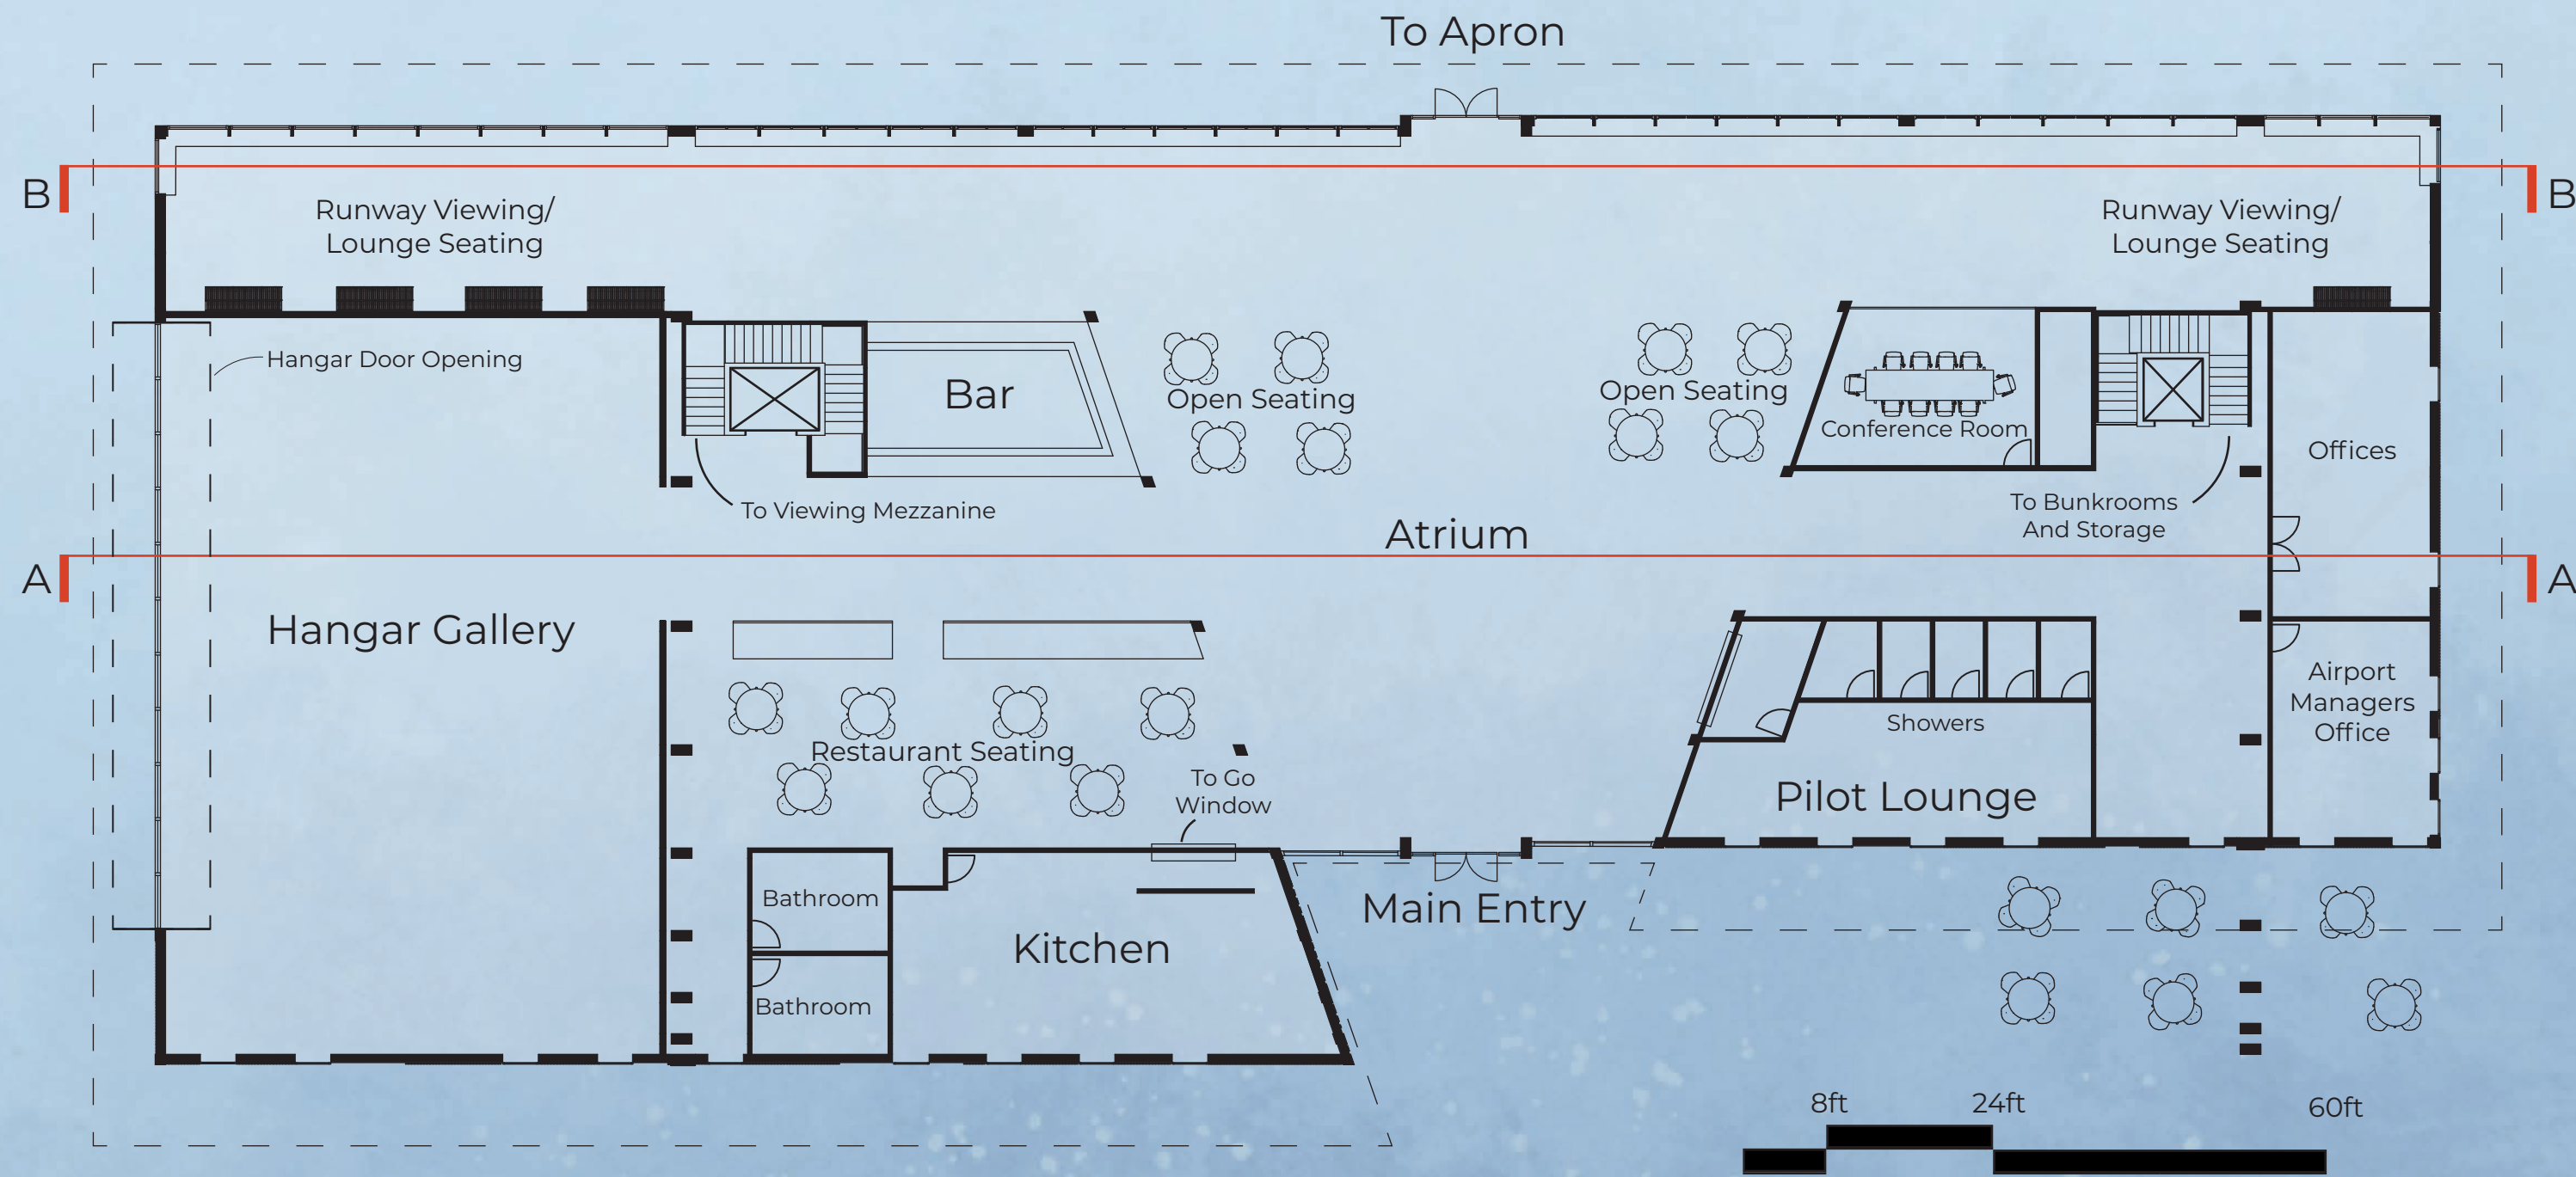 To Apron
B
B
Runway Viewing/
Lounge Seating
Runway Viewing/
Lounge Seating
Hangar Door Opening
Bar
Open Seating
Open Seating
Conference Room
Offices
To Viewing Mezzanine
To Bunkrooms
And Storage
Atrium
A
A
Hangar Gallery
Airport
Managers
Office
Showers
Restaurant Seating
To Go
Window
Pilot Lounge
Bathroom
Main Entry
Kitchen
Bathroom
8ft
24ft
60ft